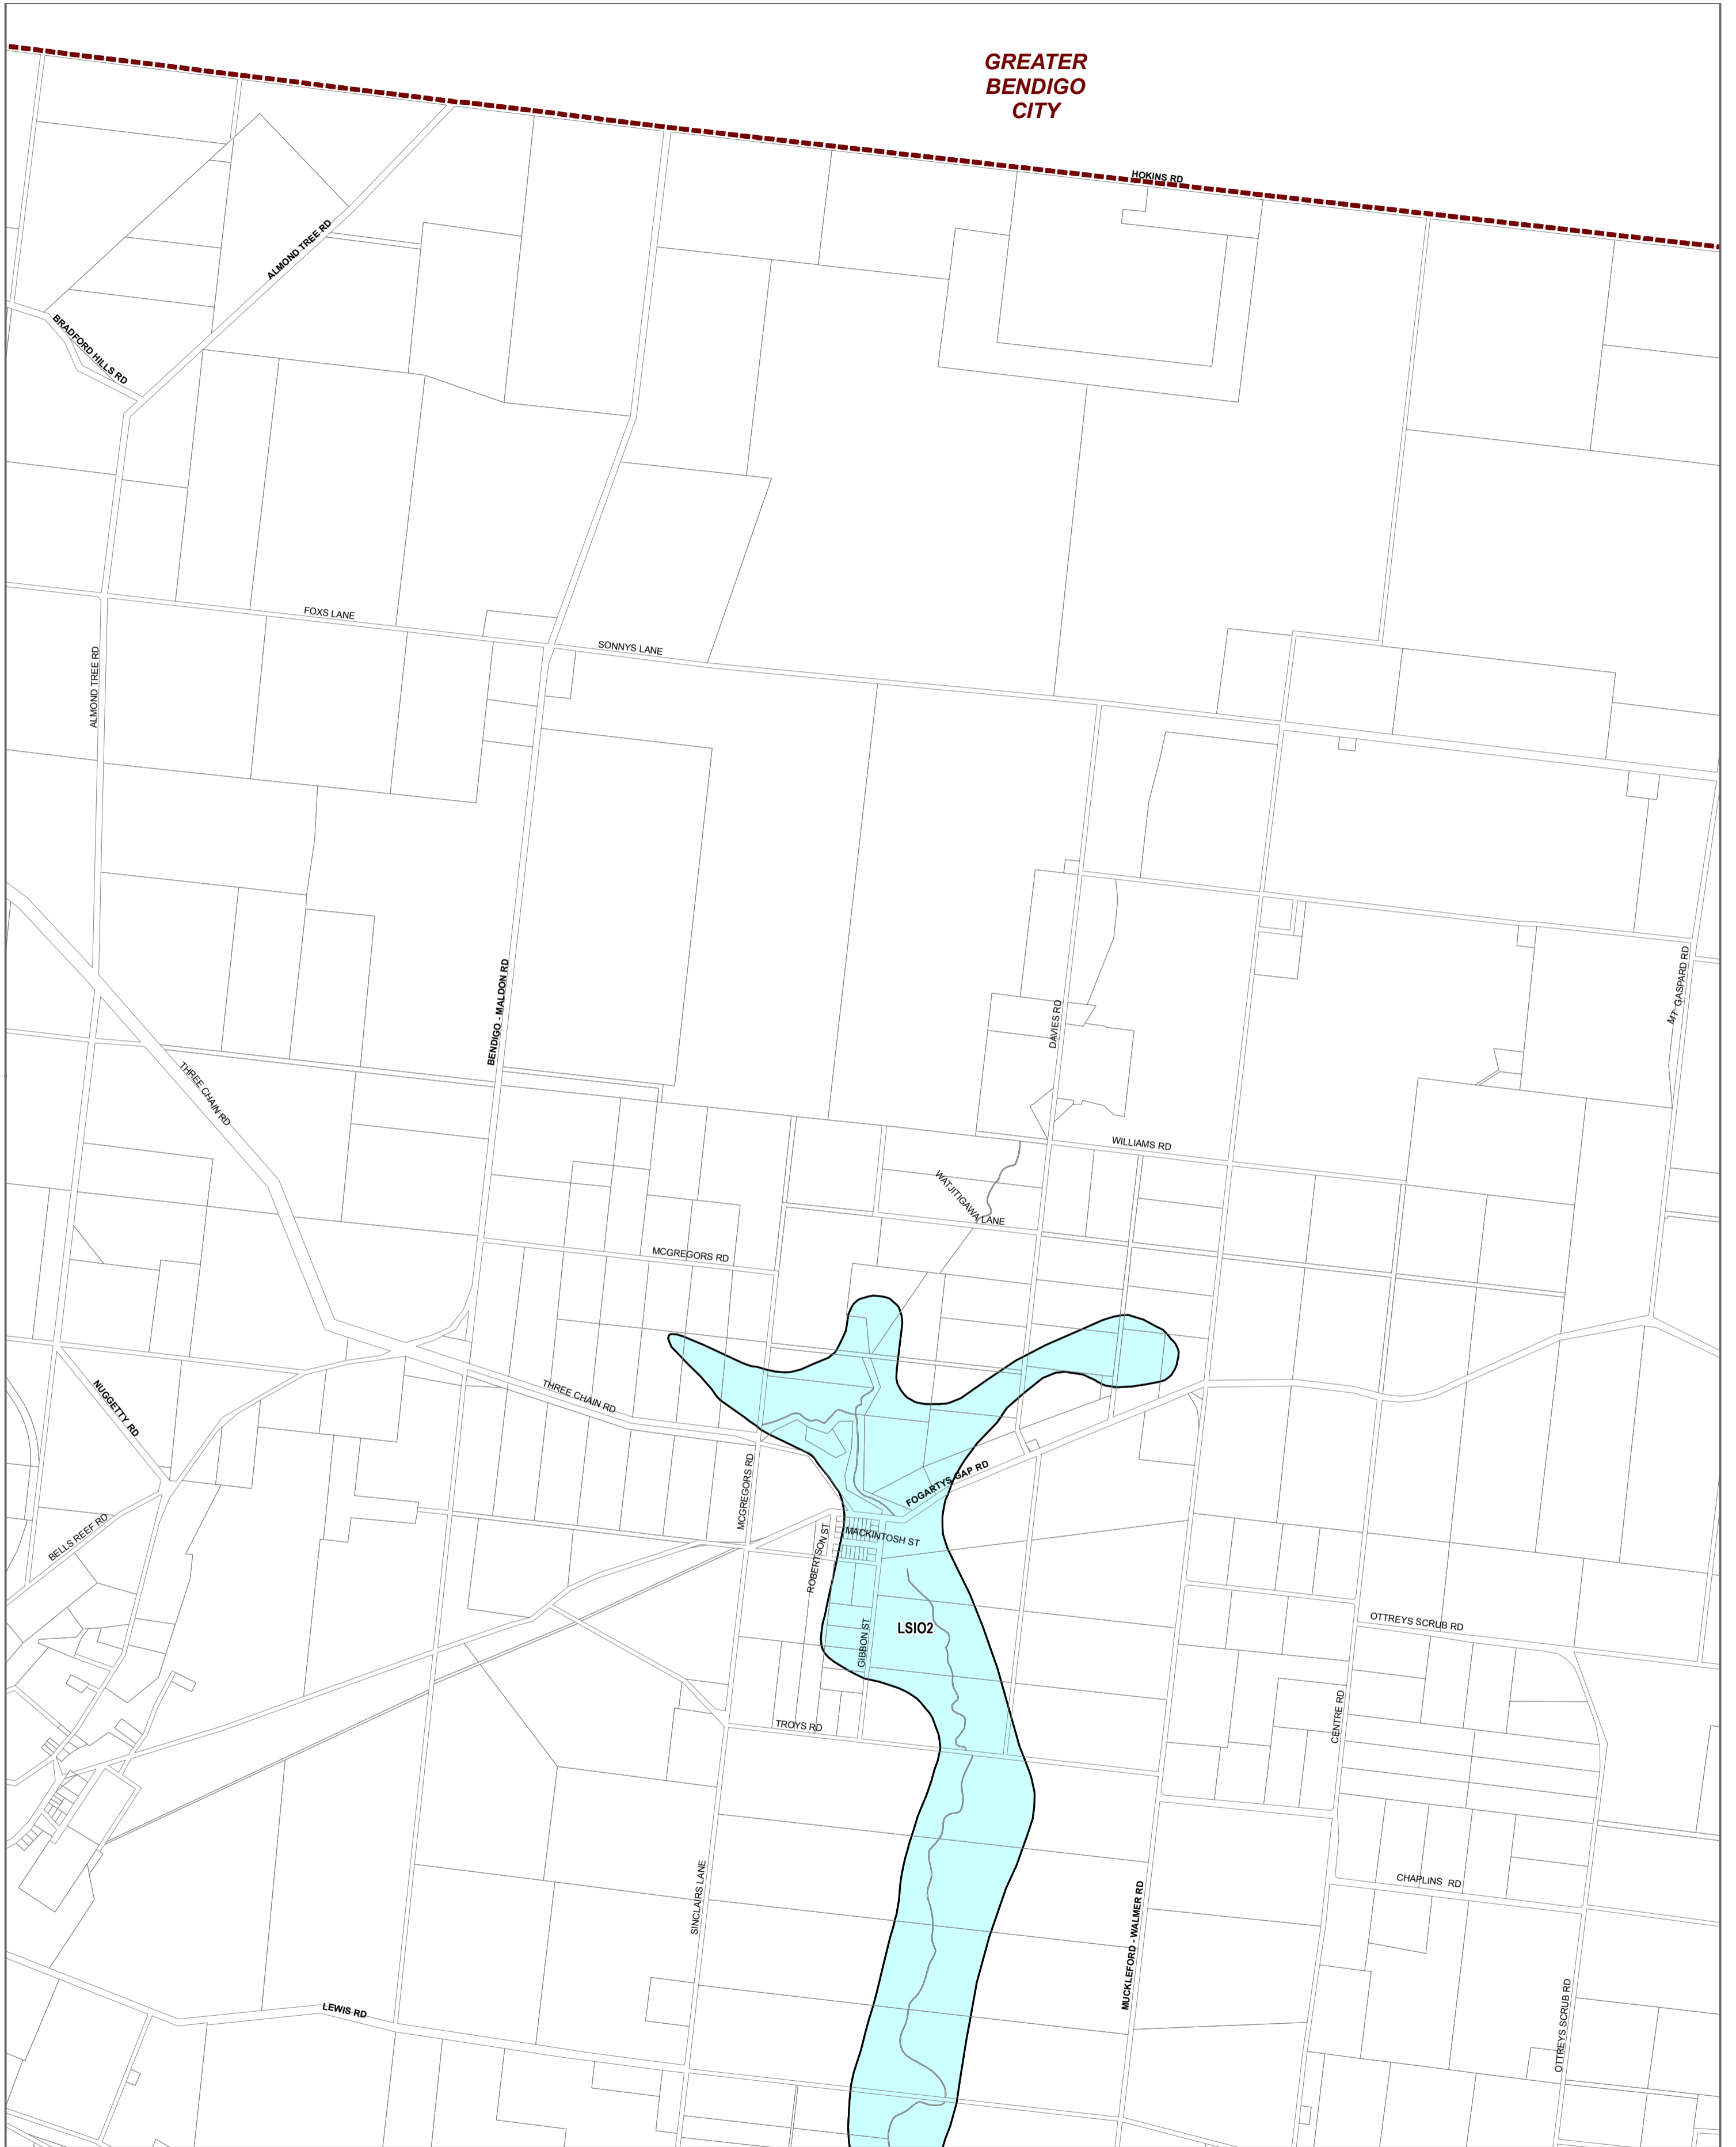 GREATER
BENDIGO
CITY
HOKINS RD
ALMOND TREE RD
BRADFORD HILLS RD
FOXS LANE
SONNYS LANE
ALMOND TREE RD
BENDIGO - MALDON RD
MT GASPARD RD
DAVIES RD
THREE CHAIN RD
WILLIAMS RD
WATJITIGAWA LANE
MCGREGORS RD
THREE CHAIN RD
NUGGETTY RD
MCGREGORS RD
FOGARTYS GAP RD
BELLS REEF RD
MACKINTOSH ST
ROBERTSON ST
LSIO2
GIBBON ST
OTTREYS SCRUB RD
CENTRE RD
TROYS RD
SINCLAIRS LANE
MUCKLEFORD - WALMER RD
CHAPLINS RD
LEWIS RD
OTTREYS SCRUB RD